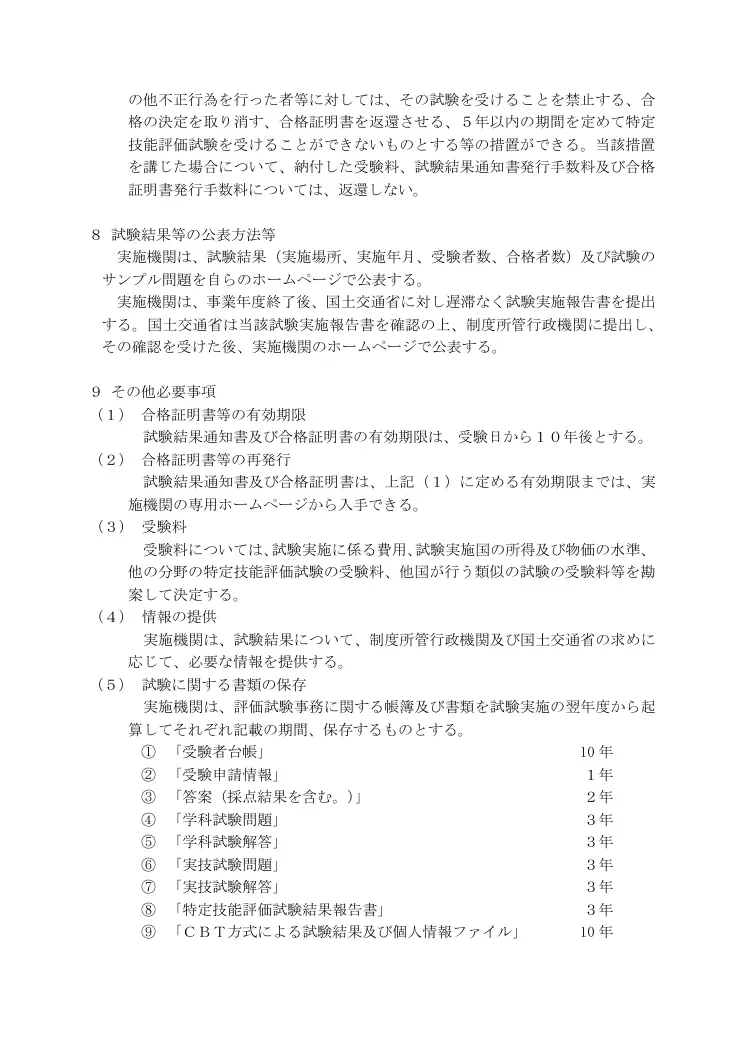 の他不正行為を行った者等に対しては、その試験を受けることを禁止する、合
格の決定を取り消す、合格証明書を返還させる、５年以内の期間を定めて特定
技能評価試験を受けることができないものとする等の措置ができる。当該措置
を講じた場合について、納付した受験料、試験結果通知書発行手数料及び合格
証明書発行手数料については、返還しない。
８ 試験結果等の公表方法等
実施機関は、試験結果（実施場所、実施年月、受験者数、合格者数）及び試験の
サンプル問題を自らのホームページで公表する。
実施機関は、事業年度終了後、国土交通省に対し遅滞なく試験実施報告書を提出
する。国土交通省は当該試験実施報告書を確認の上、制度所管行政機関に提出し、
その確認を受けた後、実施機関のホームページで公表する。
９ その他必要事項
（１） 合格証明書等の有効期限
試験結果通知書及び合格証明書の有効期限は、受験日から１０年後とする。
（２） 合格証明書等の再発行
試験結果通知書及び合格証明書は、上記（１）に定める有効期限までは、実
施機関の専用ホームページから入手できる。
（３） 受験料
受験料については、試験実施に係る費用、試験実施国の所得及び物価の水準、
他の分野の特定技能評価試験の受験料、他国が行う類似の試験の受験料等を勘
案して決定する。
（４） 情報の提供
実施機関は、試験結果について、制度所管行政機関及び国土交通省の求めに
応じて、必要な情報を提供する。
（５） 試験に関する書類の保存
実施機関は、評価試験事務に関する帳簿及び書類を試験実施の翌年度から起
算してそれぞれ記載の期間、保存するものとする。
① 「受験者台帳」 10 年
② 「受験申請情報」 １年
③ 「答案（採点結果を含む。）」 ２年
④ 「学科試験問題」 ３年
⑤ 「学科試験解答」 ３年
⑥ 「実技試験問題」 ３年
⑦ 「実技試験解答」 ３年
⑧ 「特定技能評価試験結果報告書」 ３年
⑨ 「ＣＢＴ方式による試験結果及び個人情報ファイル」 10 年